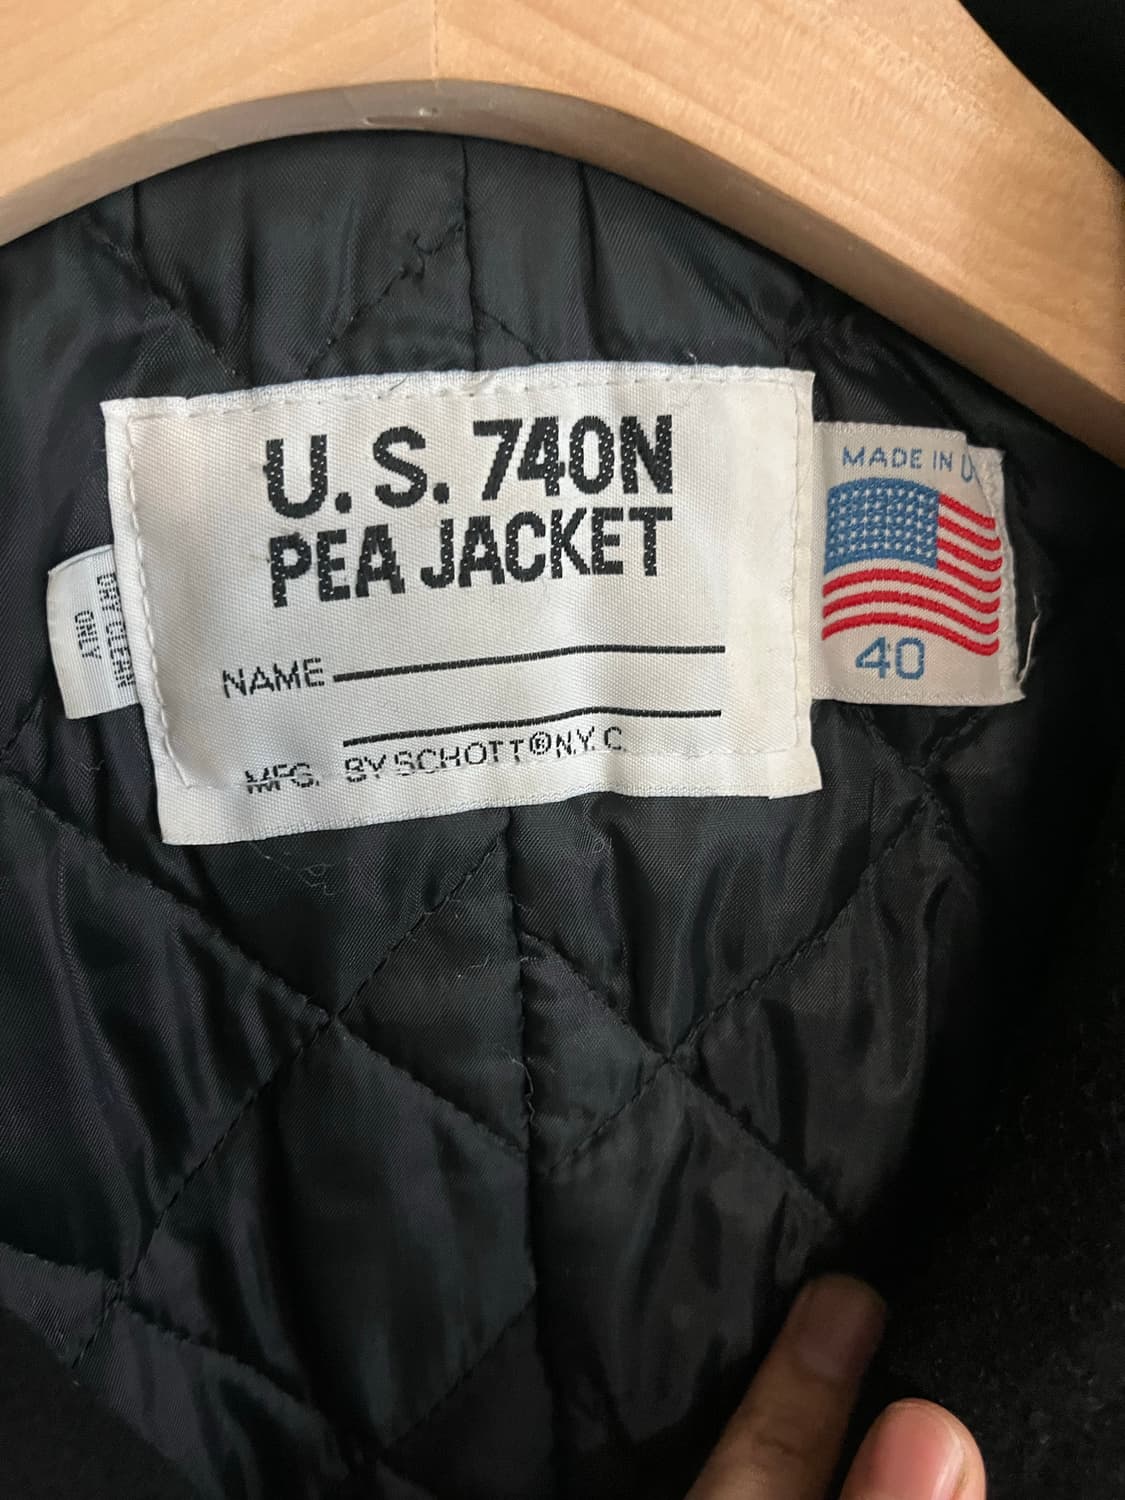 U. S. 740N
PEA JACKET
NAME
MFG. BY SCHOTT® N.Y.C.
MADE IN
40
DRY CLEAN
ONLY